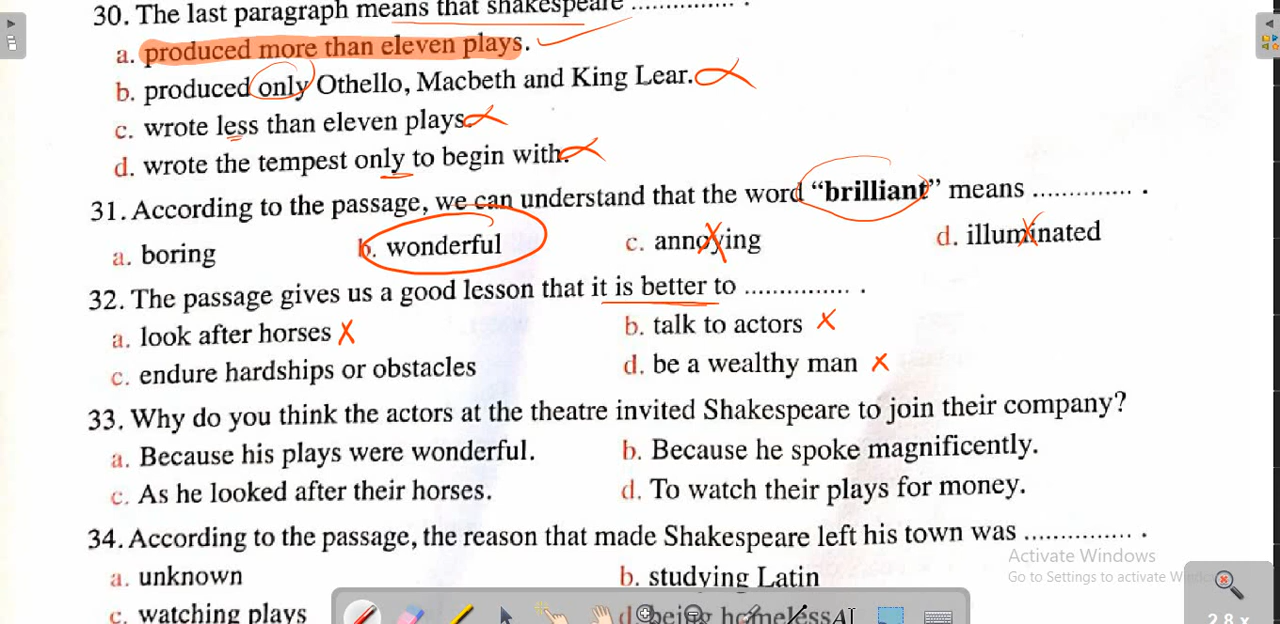 30. The last paragraph means that shakespeare ............... .
a. produced more than eleven plays.
b. produced only Othello, Macbeth and King Lear.
c. wrote less than eleven plays.
d. wrote the tempest only to begin with.
31. According to the passage, we can understand that the word “brilliant” means .............. .
a. boring b. wonderful c. annoying d. illuminated
32. The passage gives us a good lesson that it is better to ............... .
a. look after horses b. talk to actors
c. endure hardships or obstacles d. be a wealthy man
33. Why do you think the actors at the theatre invited Shakespeare to join their company?
a. Because his plays were wonderful. b. Because he spoke magnificently.
c. As he looked after their horses. d. To watch their plays for money.
34. According to the passage, the reason that made Shakespeare left his town was ............... .
Activate Windows
a. unknown b. studying Latin
Go to Settings to activate
c. watching plays d. being homeless
2.8 x